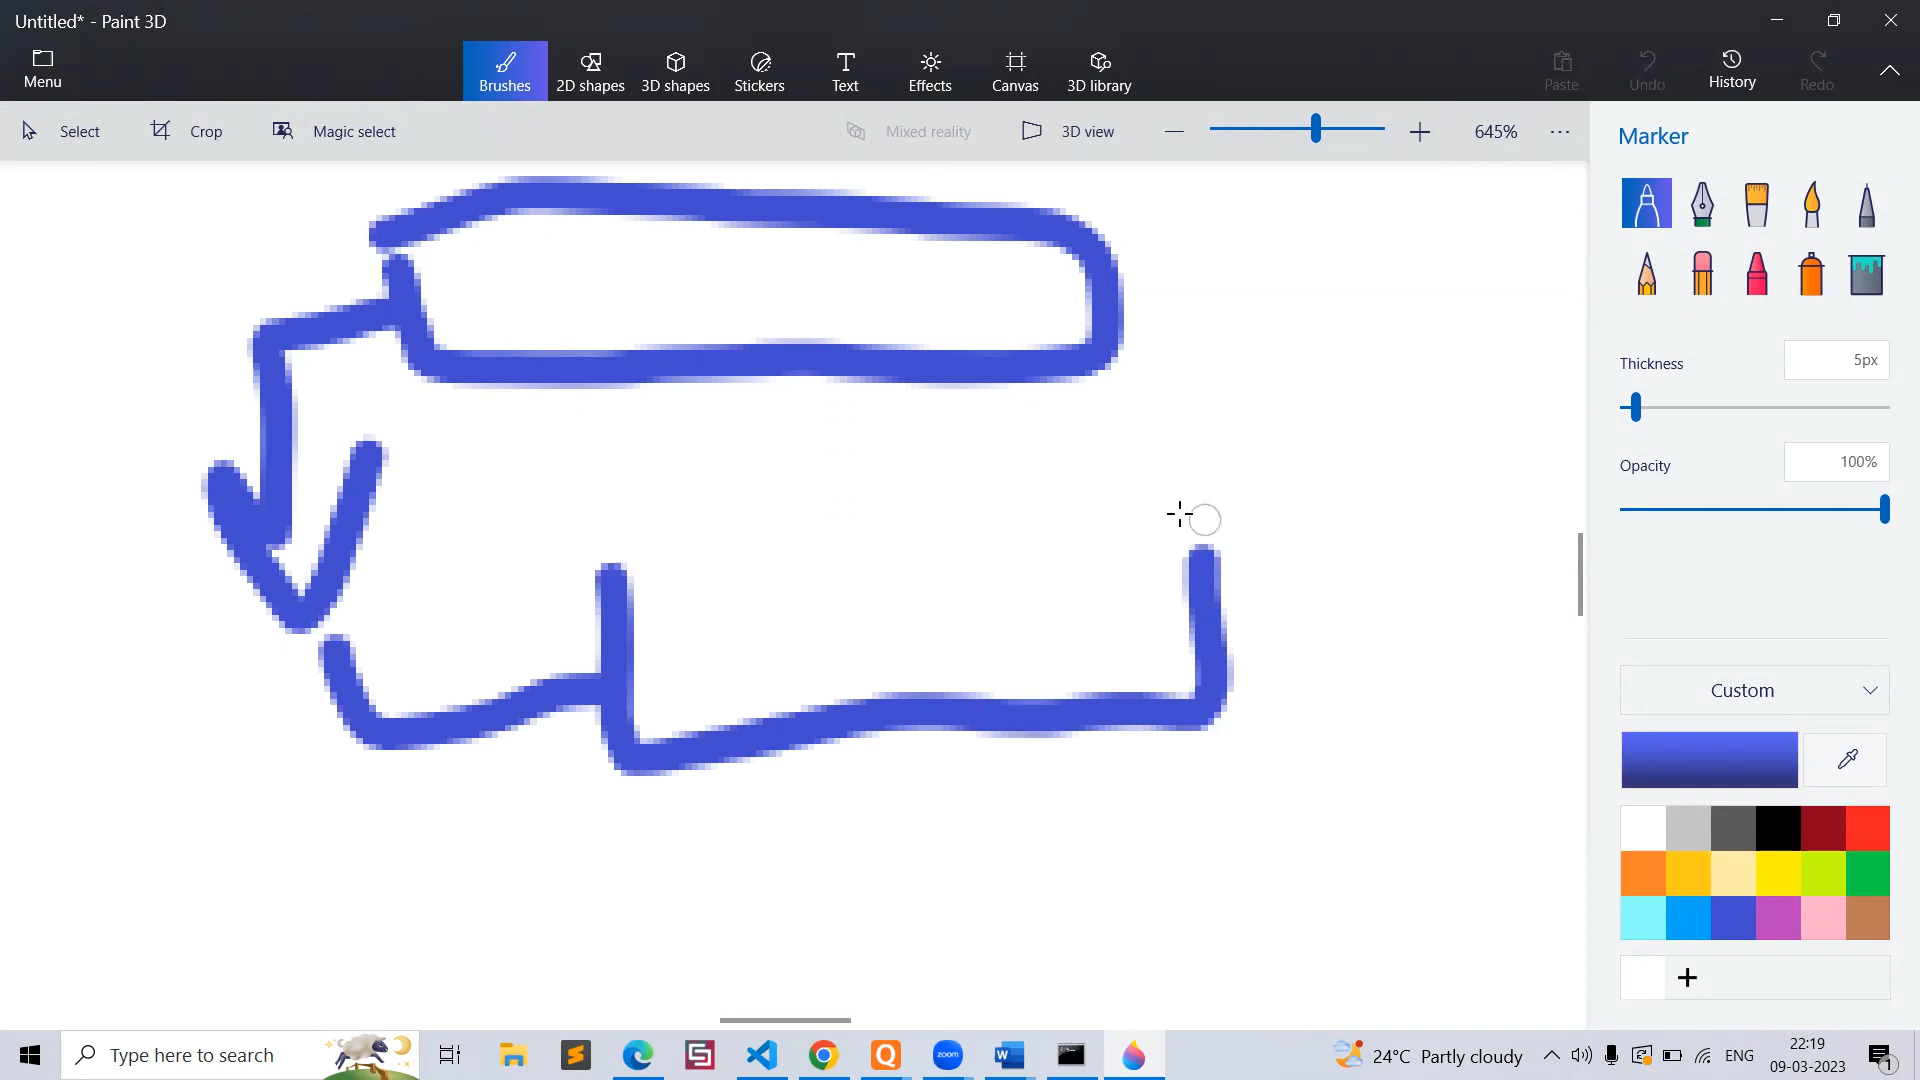 Untitled* - Paint 3D
Menu
Brushes
2D shapes
3D shapes
Stickers
Text
Effects
Canvas
3D library
Paste
Undo
History
Redo
Select
Crop
Magic select
Mixed reality
3D view
645%
Marker
Thickness
5px
Opacity
100%
Custom
Type here to search
zoom
24°C Partly cloudy
ENG
22:19
09-03-2023
1